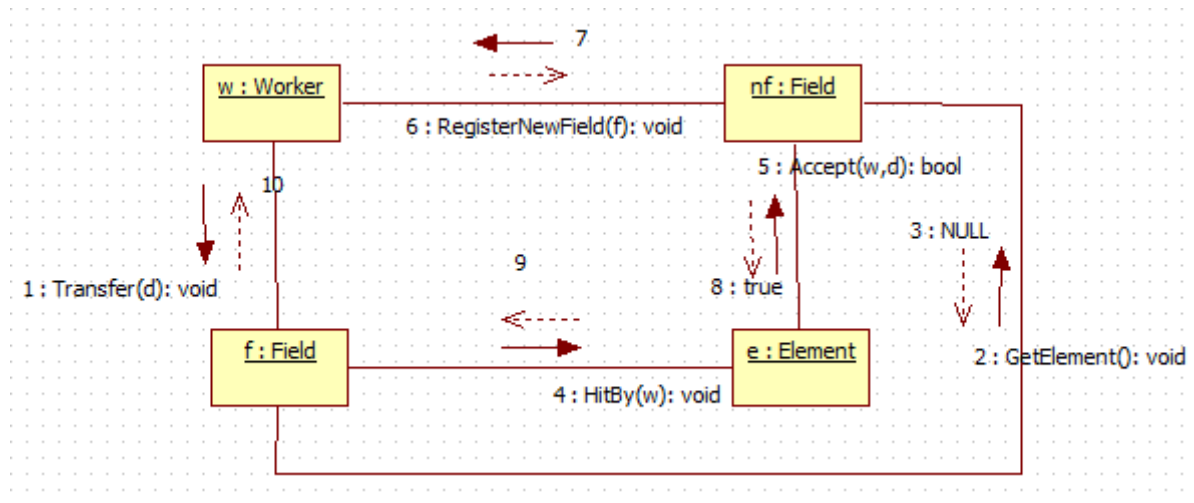 7
w : Worker
nf : Field
6 : RegisterNewField(f): void
5 : Accept(w,d): bool
10
3 : NULL
9
1 : Transfer(d): void
8 : true
f : Field
e : Element
2 : GetElement(): void
4 : HitBy(w): void